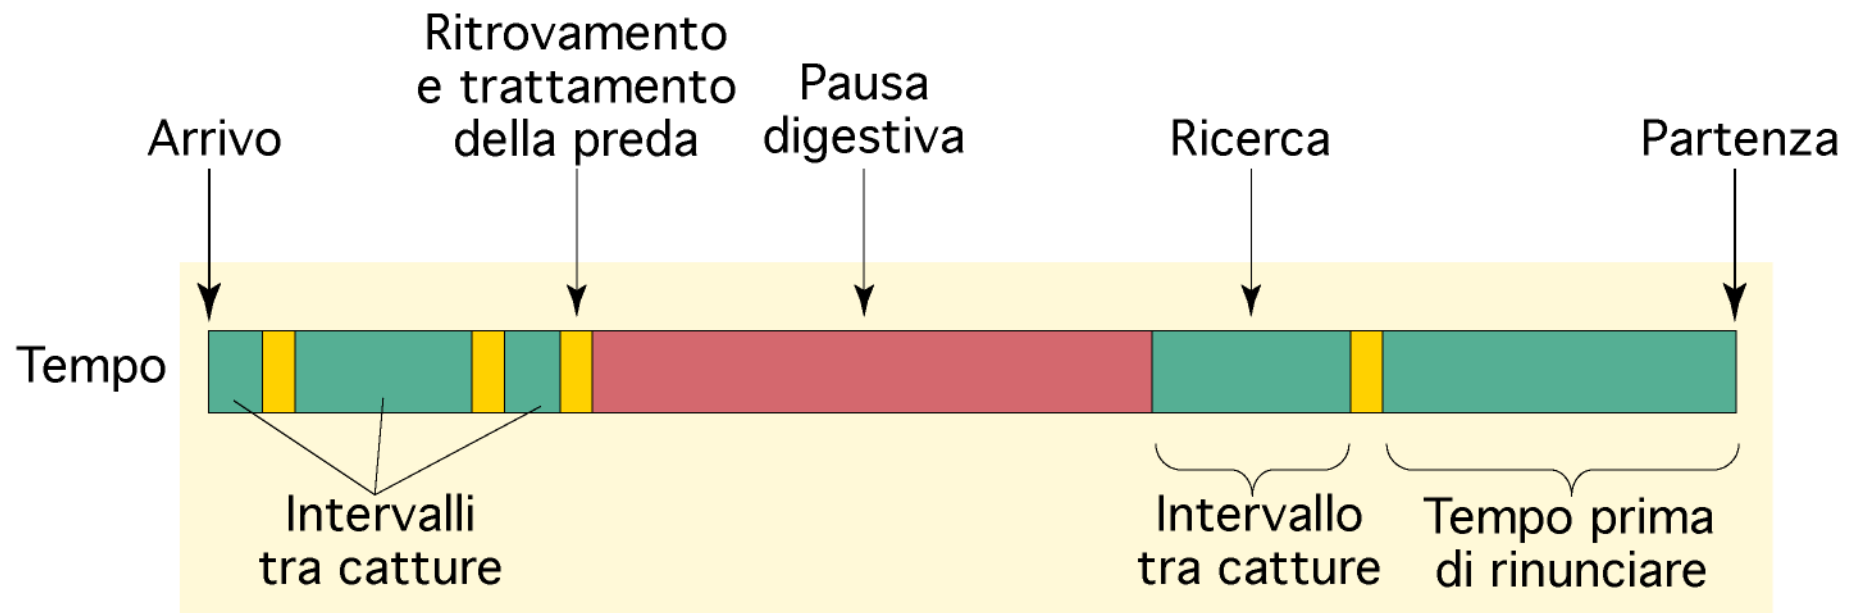 Ritrovamento
e trattamento
della preda
Pausa
digestiva
Arrivo
Ricerca
Partenza
Tempo
Intervalli
tra catture
Intervallo
tra catture
Tempo prima
di rinunciare